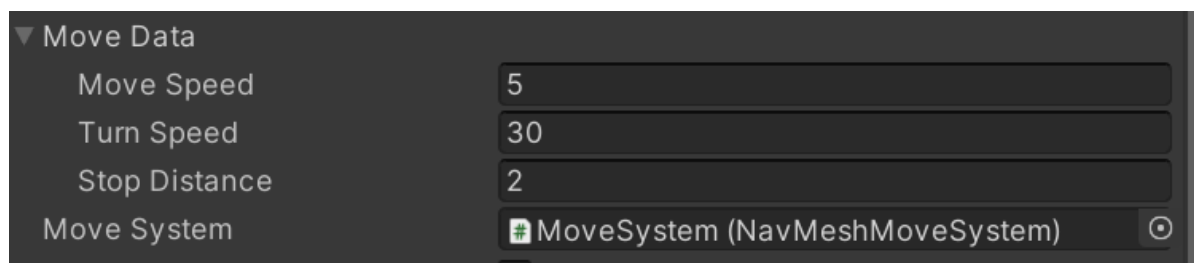 Move Data
Move Speed 5
Turn Speed 30
Stop Distance 2
Move System # MoveSystem (NavMeshMoveSystem)